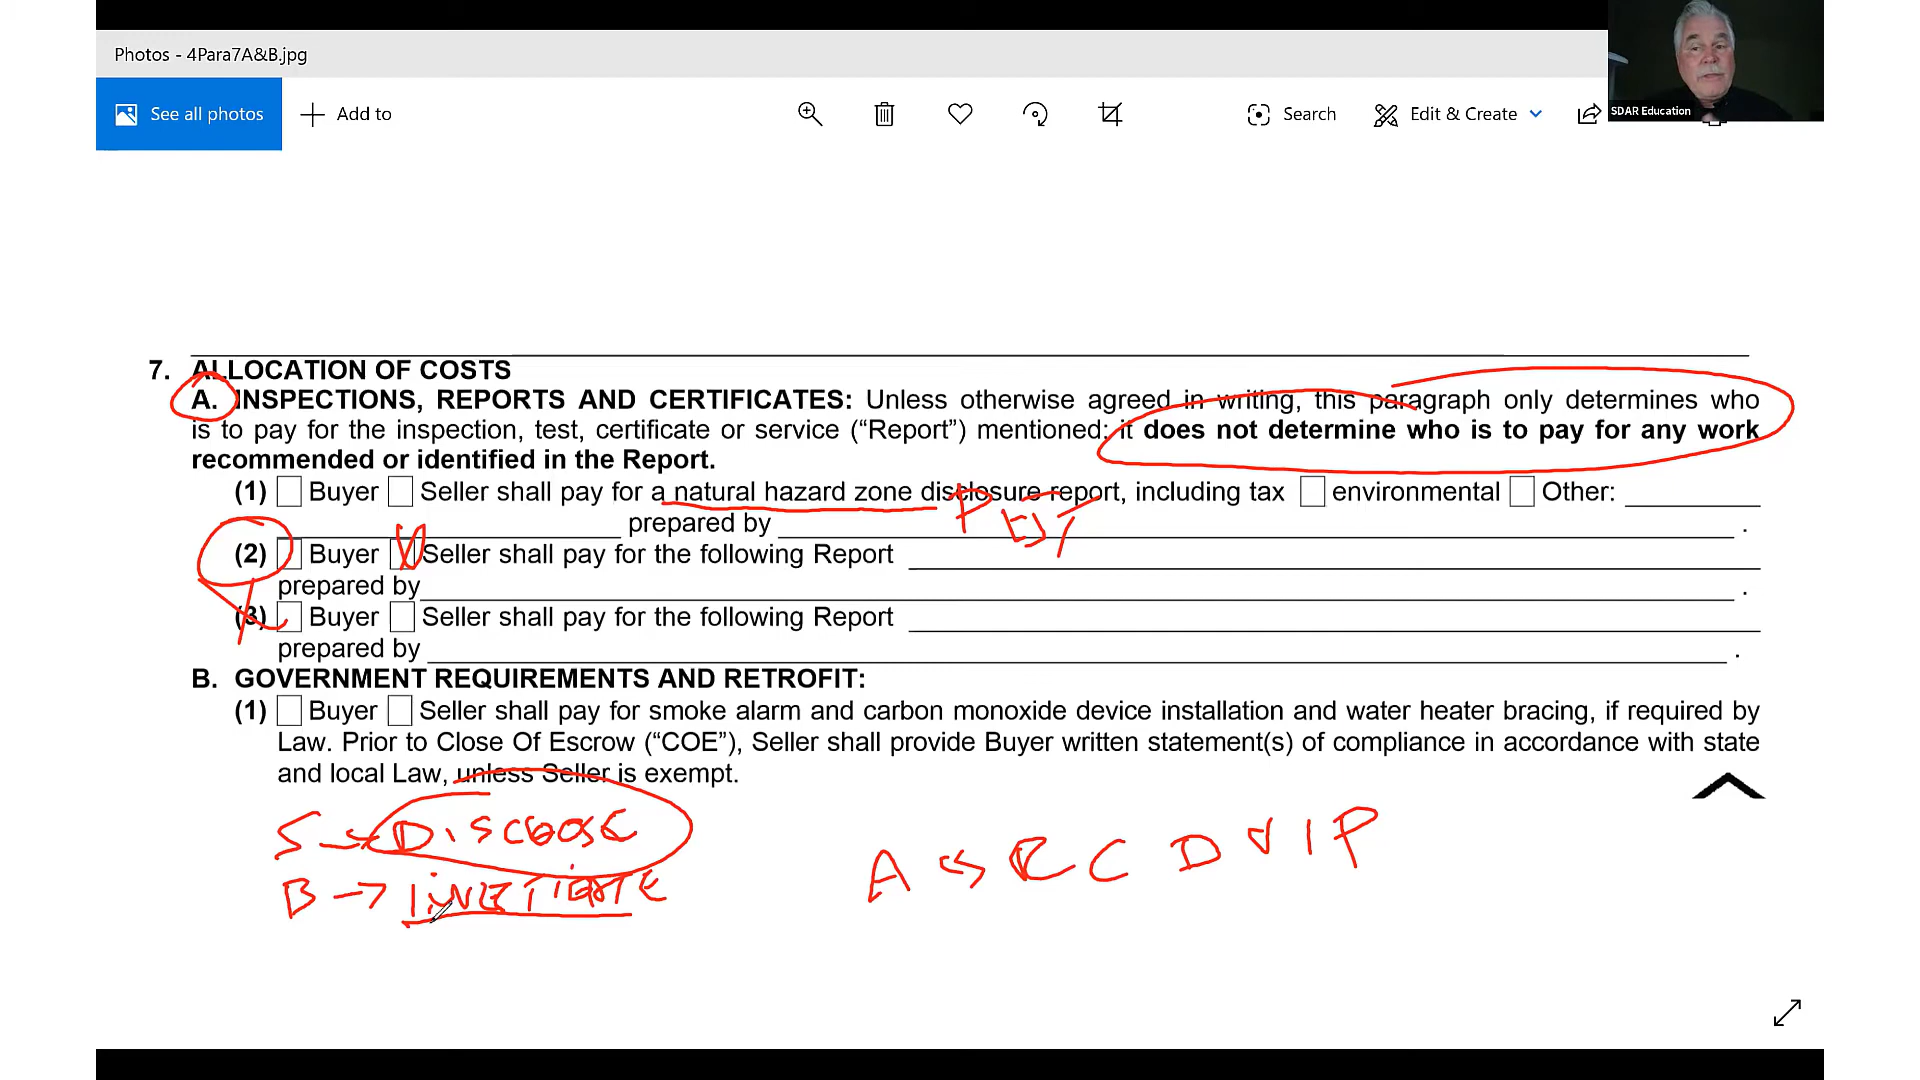 Photos - 4Para7A&B.jpg
SDAR Education
See all photos
Add to
Search
Edit & Create
7. ALLOCATION OF COSTS
A. INSPECTIONS, REPORTS AND CERTIFICATES: Unless otherwise agreed in writing, this paragraph only determines who
is to pay for the inspection, test, certificate or service (“Report”) mentioned; it does not determine who is to pay for any work
recommended or identified in the Report.
(1) Buyer Seller shall pay for a natural hazard zone disclosure report, including tax environmental Other:
PEST
prepared by .
(2) Buyer Seller shall pay for the following Report
prepared by .
(3) Buyer Seller shall pay for the following Report
prepared by .
B. GOVERNMENT REQUIREMENTS AND RETROFIT:
(1) Buyer Seller shall pay for smoke alarm and carbon monoxide device installation and water heater bracing, if required by
Law. Prior to Close Of Escrow (“COE”), Seller shall provide Buyer written statement(s) of compliance in accordance with state
and local Law, unless Seller is exempt.
S → DISCLOSE
B →
A